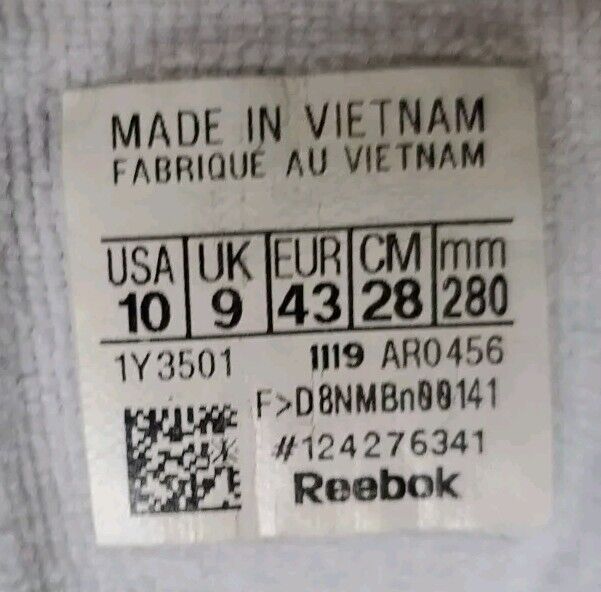 MADE IN VIETNAM
FABRIQUÉ AU VIETNAM
USA UK EUR CM mm
10 9 43 28 280
1Y3501 1119 AR0456
F>D8NMBn00141
#124276341
Reebok